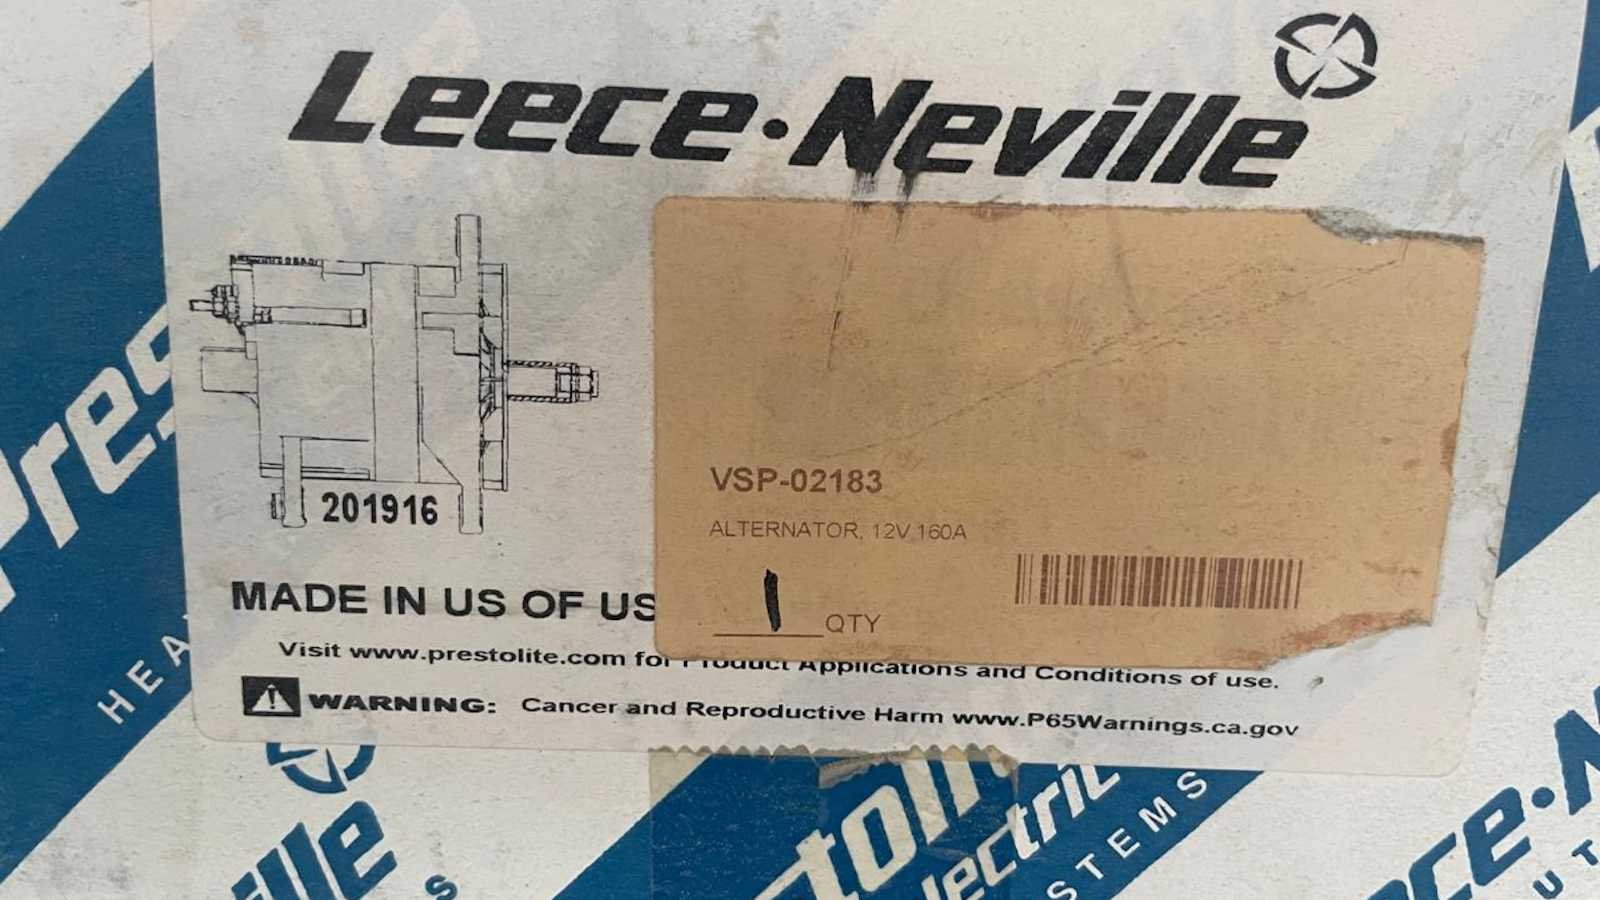 Leece•Neville
201916
VSP-02183
ALTERNATOR, 12V 160A
1 QTY
MADE IN US OF US
Visit www.prestolite.com for Product Applications and Conditions of use.
WARNING: Cancer and Reproductive Harm www.P65Warnings.ca.gov